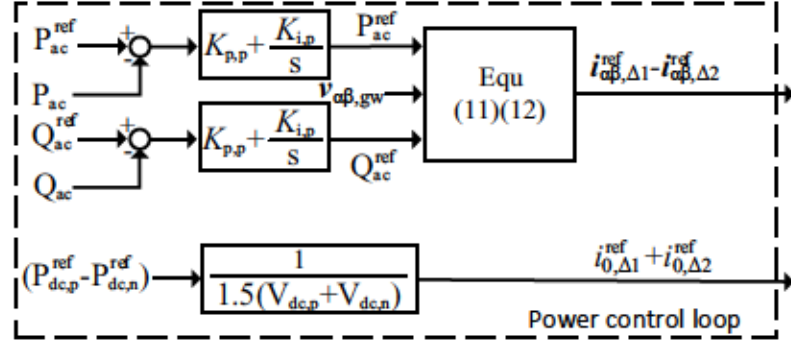 P_ac^ref + - K_p,p + K_i,p/s P_ac^ref
P_ac
v_αβ,gw Equ (11)(12) i_αβ,Δ1^ref - i_αβ,Δ2^ref
Q_ac^ref + - K_p,p + K_i,p/s Q_ac^ref
Q_ac
(P_dc,p^ref - P_dc,n^ref) 1/1.5(V_dc,p+V_dc,n) i_0,Δ1^ref + i_0,Δ2^ref
Power control loop